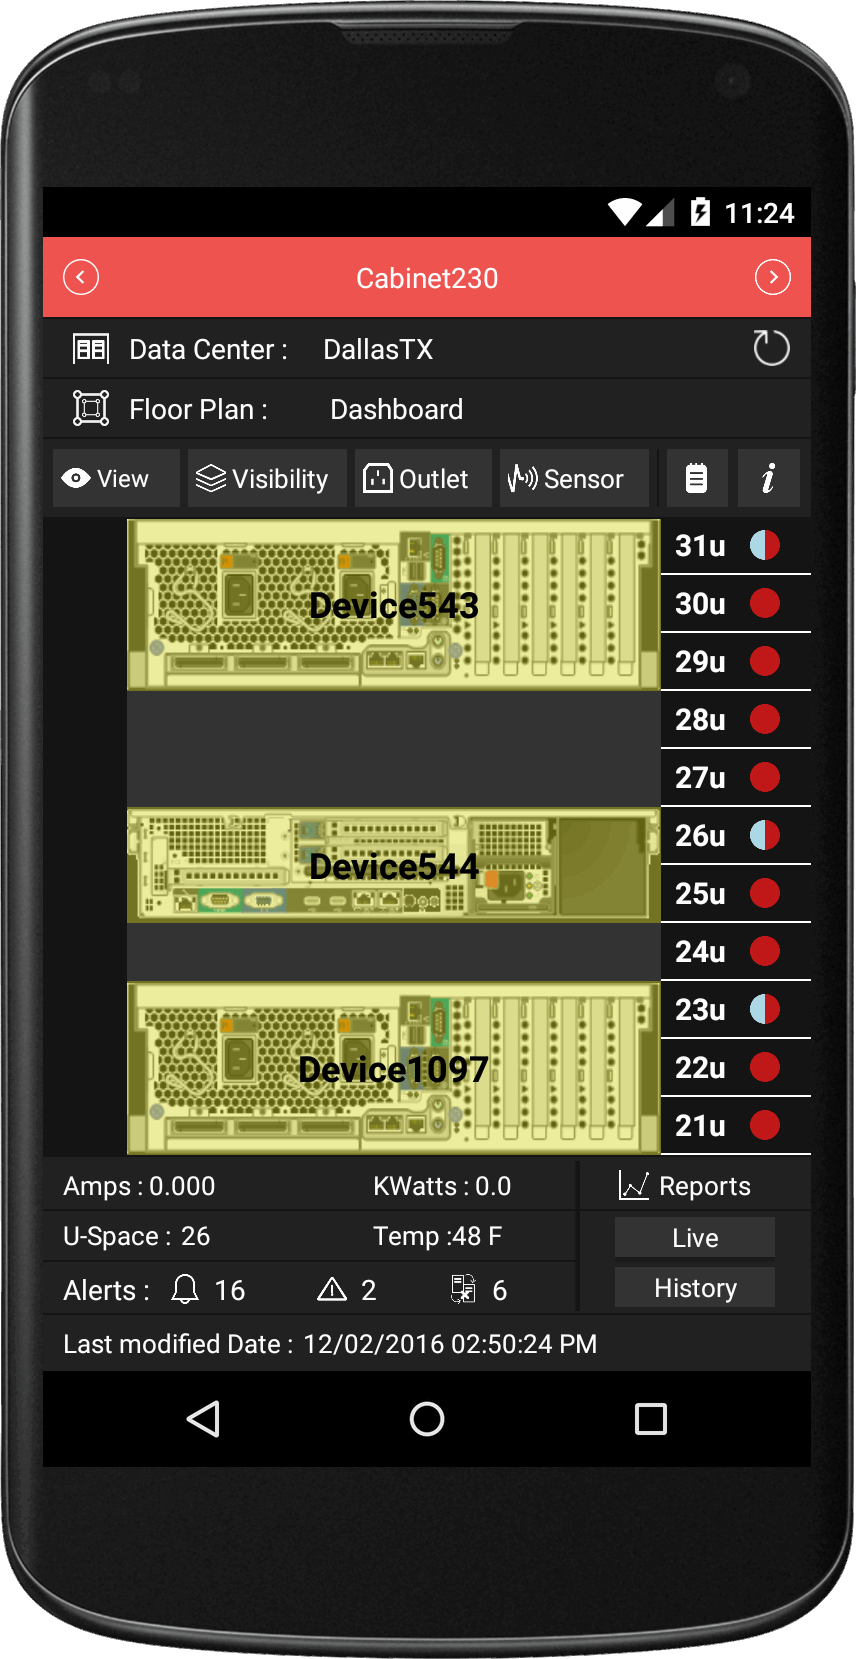 11:24
Cabinet230
Data Center : DallasTX
Floor Plan : Dashboard
View Visibility Outlet Sensor i
31u
Device543
30u
29u
28u
27u
26u
Device544
25u
24u
23u
Device1097
22u
21u
Amps : 0.000 KWatts : 0.0 Reports
U-Space : 26 Temp :48 F Live
Alerts : 16 2 6 History
Last modified Date : 12/02/2016 02:50:24 PM